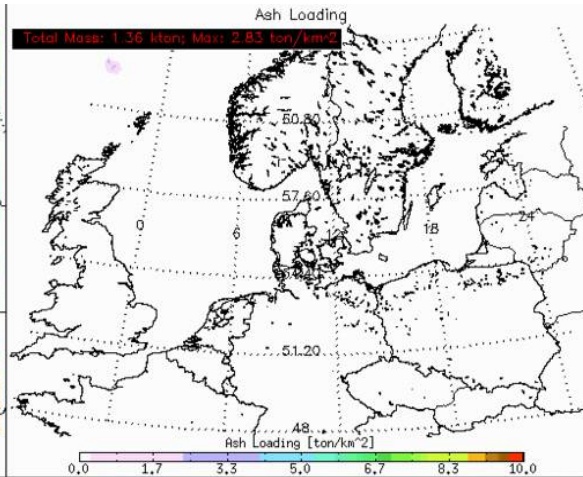 Ash Loading
Total Mass: 1.36 kton; Max: 2.83 ton/km^2
60.80
57.60
0
6
18
24
51.20
48
Ash Loading [ton/km^2]
0.0 1.7 3.3 5.0 6.7 8.3 10.0